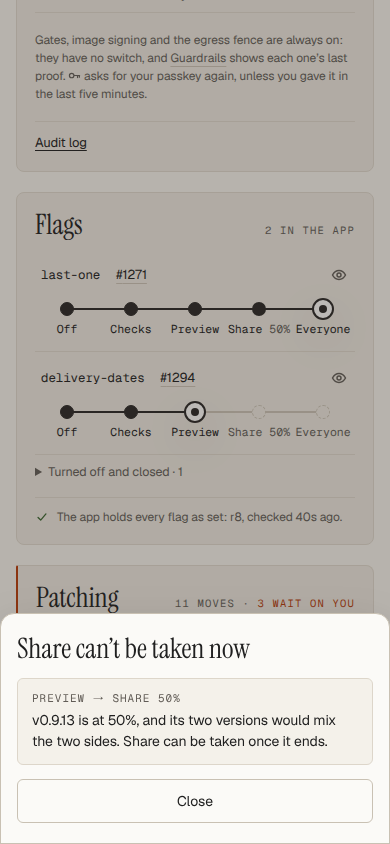 Gates, image signing and the egress fence are always on:
they have no switch, and Guardrails shows each one's last
proof. asks for your passkey again, unless you gave it in
the last five minutes.
Audit log
Flags
2 IN THE APP
last-one #1271
Off Checks Preview Share 50% Everyone
delivery-dates #1294
Off Checks Preview Share 50% Everyone
Turned off and closed · 1
The app holds every flag as set: r8, checked 40s ago.
Patching
11 MOVES · 3 WAIT ON YOU
Share can't be taken now
PREVIEW → SHARE 50%
v0.9.13 is at 50%, and its two versions would mix
the two sides. Share can be taken once it ends.
Close